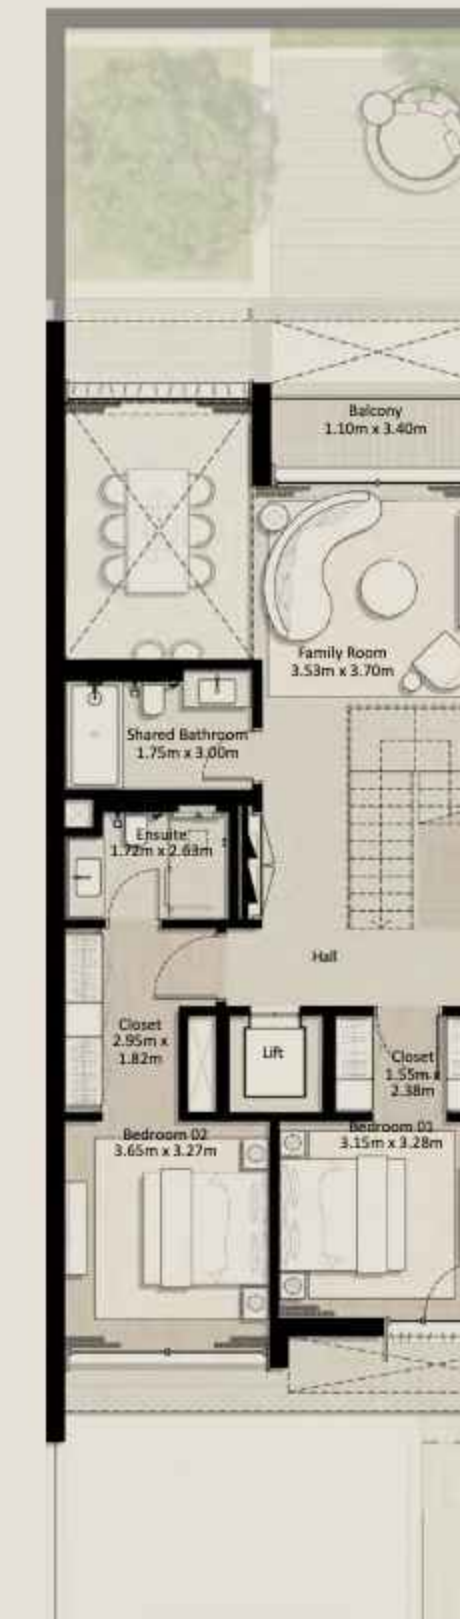 Balcony
1.10m x 3.40m
Family Room
3.53m x 3.70m
Shared Bathroom
1.75m x 3.00m
Ensuite
1.72m x 2.63m
Hall
Closet
2.95m x
1.82m
Lift
Closet
1.55m x
2.38m
Bedroom 02
3.65m x 3.27m
Bedroom 01
3.15m x 3.28m